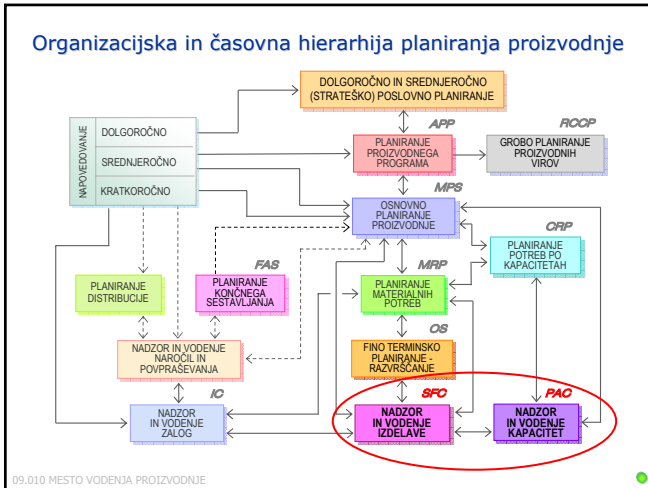 Organizacijska in časovna hierarhija planiranja proizvodnje
DOLGOROČNO IN SREDNJEROČNO
(STRATEŠKO) POSLOVNO PLANIRANJE
NAPOVEDOVANJE
DOLGOROČNO
SREDNJEROČNO
KRATKOROČNO
APP
PLANIRANJE
PROIZVODNEGA
PROGRAMA
RCCP
GROBO PLANIRANJE
PROIZVODNIH
VIROV
MPS
OSNOVNO
PLANIRANJE
PROIZVODNJE
CRP
PLANIRANJE
POTREB PO
KAPACITETAH
PLANIRANJE
DISTRIBUCIJE
FAS
PLANIRANJE
KONČNEGA
SESTAVLJANJA
MRP
PLANIRANJE
MATERIALNIH
POTREB
NADZOR IN VODENJE
NAROČIL IN
POVPRAŠEVANJA
OS
FINO TERMINSKO
PLANIRANJE -
RAZVRŠČANJE
IC
NADZOR
IN VODENJE
ZALOG
SFC
NADZOR
IN VODENJE
IZDELAVE
PAC
NADZOR
IN VODENJE
KAPACITET
09.010 MESTO VODENJA PROIZVODNJE